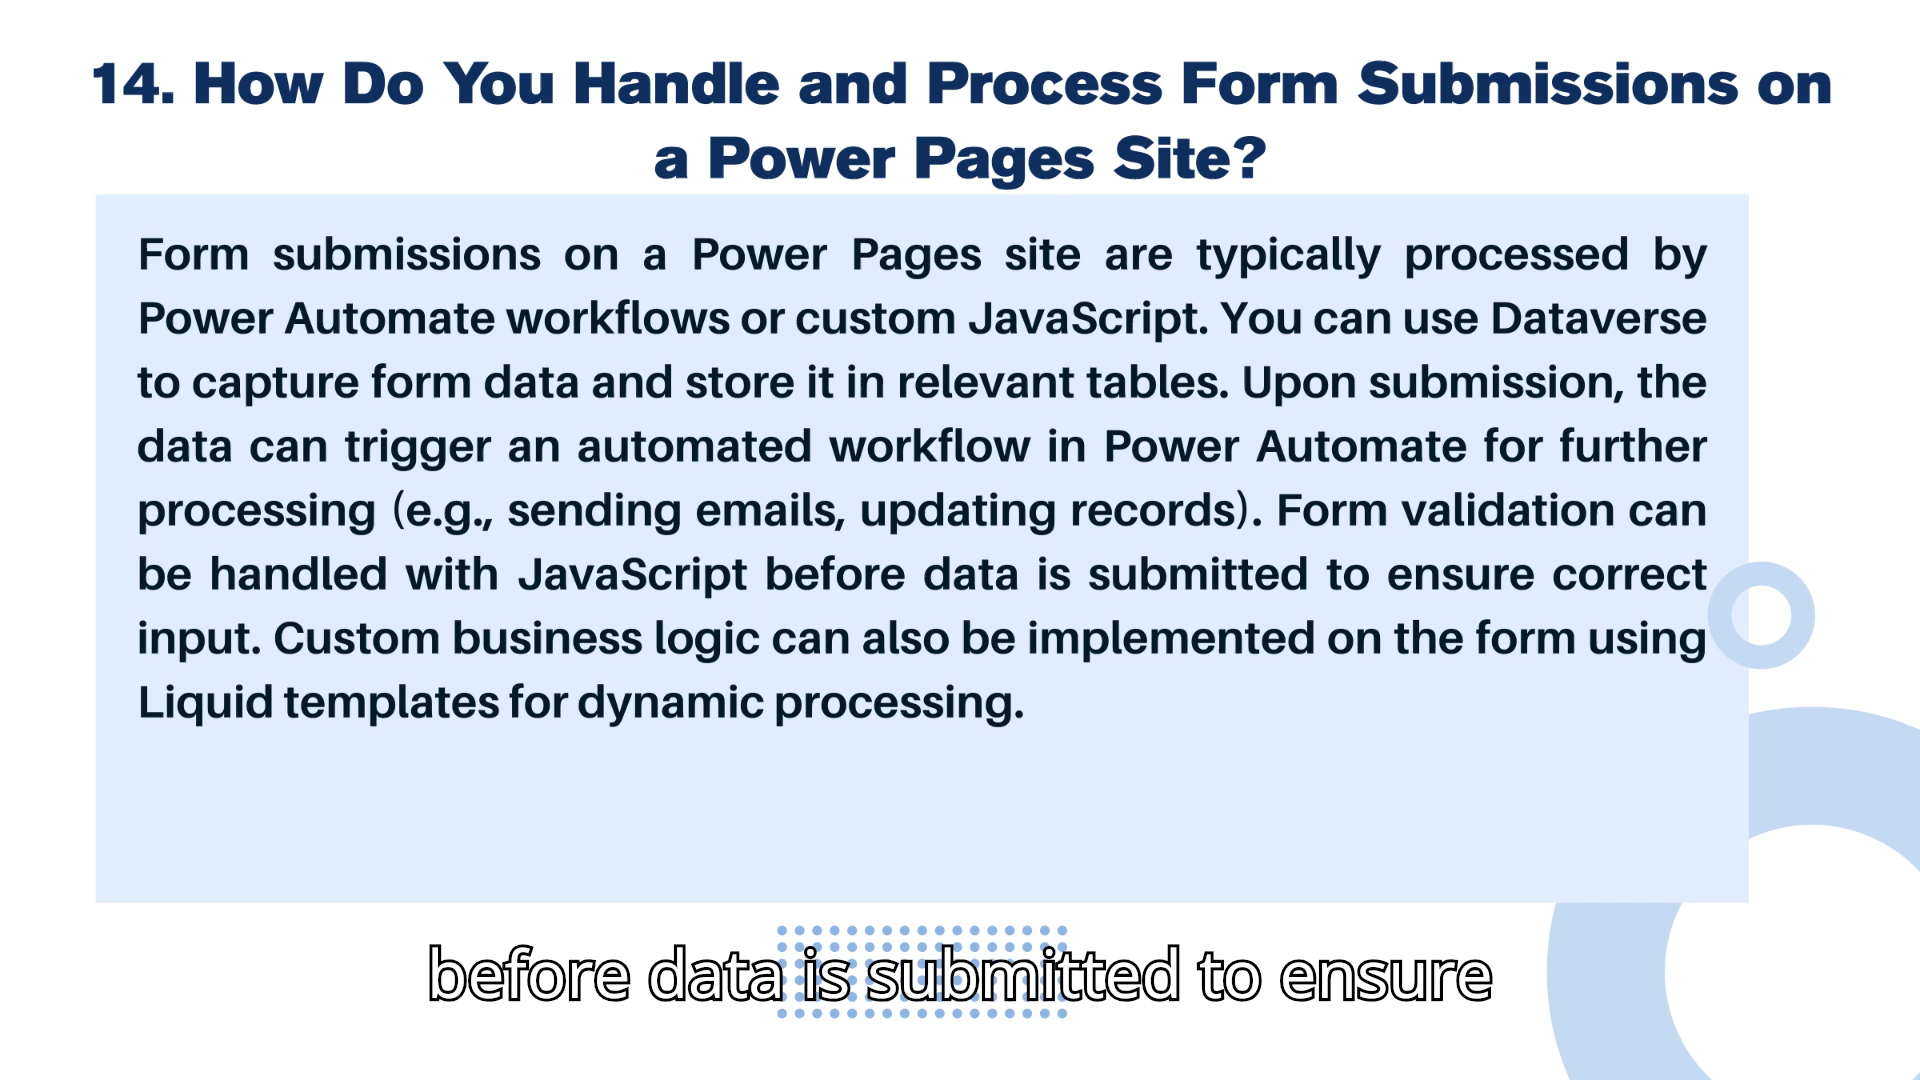 14. How Do You Handle and Process Form Submissions on
a Power Pages Site?
Form submissions on a Power Pages site are typically processed by
Power Automate workflows or custom JavaScript. You can use Dataverse
to capture form data and store it in relevant tables. Upon submission, the
data can trigger an automated workflow in Power Automate for further
processing (e.g., sending emails, updating records). Form validation can
be handled with JavaScript before data is submitted to ensure correct
input. Custom business logic can also be implemented on the form using
Liquid templates for dynamic processing.
before data is submitted to ensure